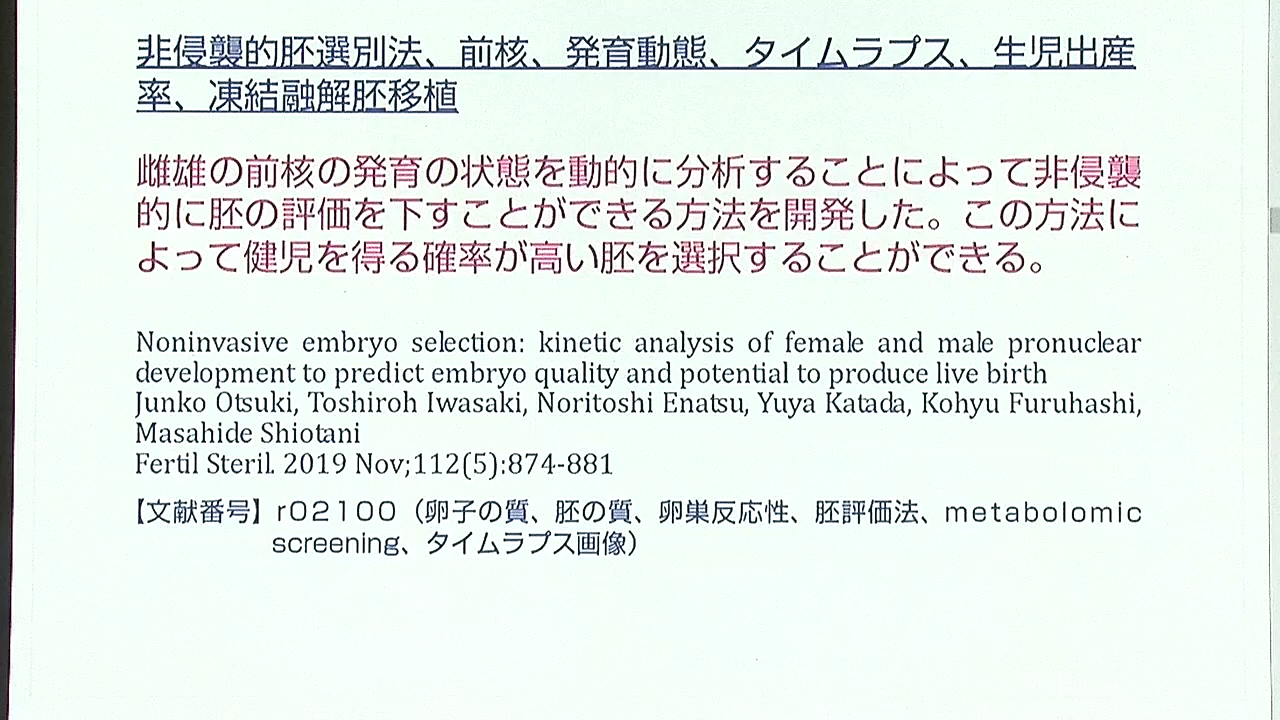 非侵襲的胚選別法、前核、発育動態、タイムラプス、生児出産
率、凍結融解胚移植
雌雄の前核の発育の状態を動的に分析することによって非侵襲
的に胚の評価を下すことができる方法を開発した。この方法に
よって健児を得る確率が高い胚を選択することができる。
Noninvasive embryo selection: kinetic analysis of female and male pronuclear
development to predict embryo quality and potential to produce live birth
Junko Otsuki, Toshiroh Iwasaki, Noritoshi Enatsu, Yuya Katada, Kohyu Furuhashi,
Masahide Shiotani
Fertil Steril. 2019 Nov;112(5):874-881
【文献番号】r02100（卵子の質、胚の質、卵巣反応性、胚評価法、metabolomic
screening、タイムラプス画像）